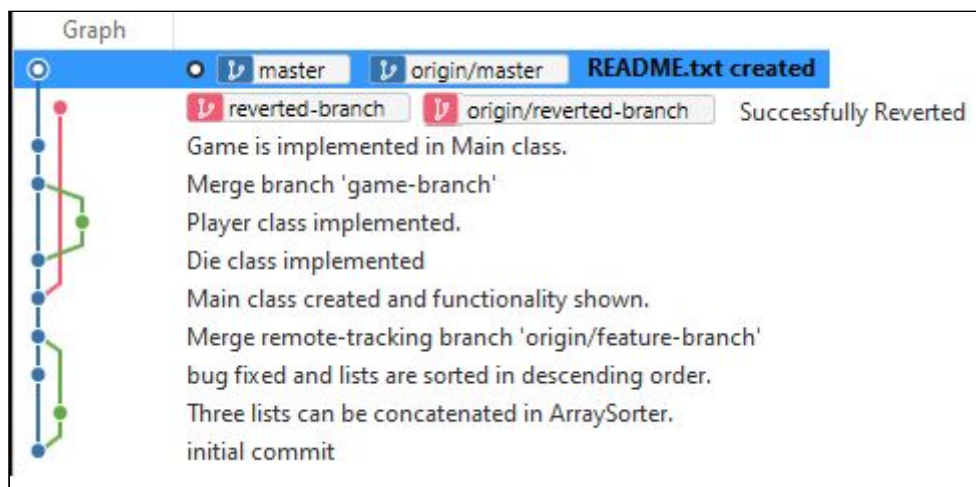 Graph
master origin/master README.txt created
reverted-branch origin/reverted-branch Successfully Reverted
Game is implemented in Main class.
Merge branch 'game-branch'
Player class implemented.
Die class implemented
Main class created and functionality shown.
Merge remote-tracking branch 'origin/feature-branch'
bug fixed and lists are sorted in descending order.
Three lists can be concatenated in ArraySorter.
initial commit